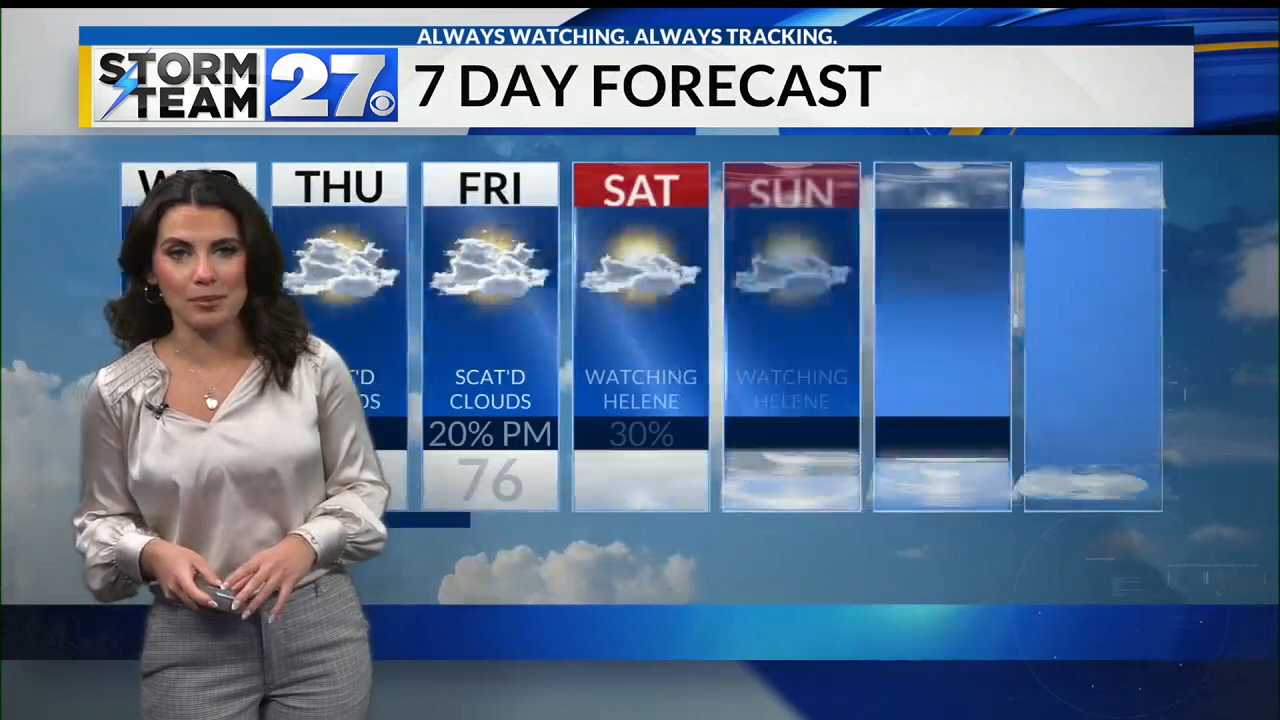 ALWAYS WATCHING. ALWAYS TRACKING.
STORM
TEAM
27
7 DAY FORECAST
THU
FRI
SAT
SUN
SCAT'D
CLOUDS
20% PM
76
WATCHING
HELENE
30%
WATCHING
HELENE